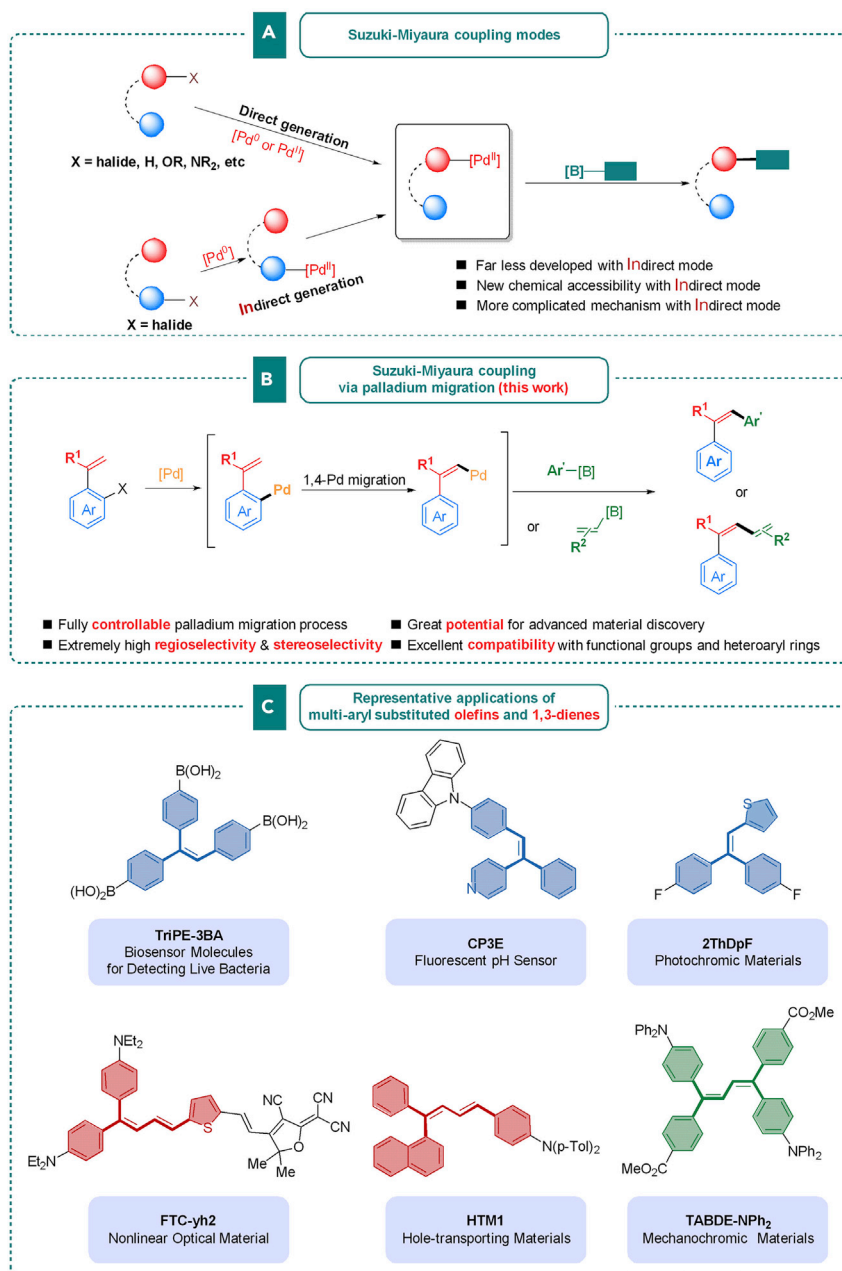 A
Suzuki-Miyaura coupling modes
X
Direct generation
[Pd⁰ or Pdᴵᴵ]
X = halide, H, OR, NR₂, etc
[Pdᴵᴵ]
[B]
[Pd⁰]
[Pdᴵᴵ]
Indirect generation
X
X = halide
Far less developed with Indirect mode
New chemical accessibility with Indirect mode
More complicated mechanism with Indirect mode
B
Suzuki-Miyaura coupling
via palladium migration (this work)
R¹
X
Ar
[Pd]
R¹
Pd
Ar
1,4-Pd migration
R¹
Pd
Ar
Ar'–[B]
or
[B]
R²
R¹
Ar'
Ar
or
R¹
R²
Ar
Fully controllable palladium migration process
Great potential for advanced material discovery
Extremely high regioselectivity & stereoselectivity
Excellent compatibility with functional groups and heteroaryl rings
C
Representative applications of
multi-aryl substituted olefins and 1,3-dienes
B(OH)₂
B(OH)₂
(HO)₂B
TriPE-3BA
Biosensor Molecules
for Detecting Live Bacteria
N
N
CP3E
Fluorescent pH Sensor
S
F
F
2ThDpF
Photochromic Materials
NEt₂
Et₂N
S
CN
CN
CN
O
Me
Me
FTC-yh2
Nonlinear Optical Material
N(p-Tol)₂
HTM1
Hole-transporting Materials
CO₂Me
Ph₂N
NPh₂
MeO₂C
TABDE-NPh₂
Mechanochromic Materials